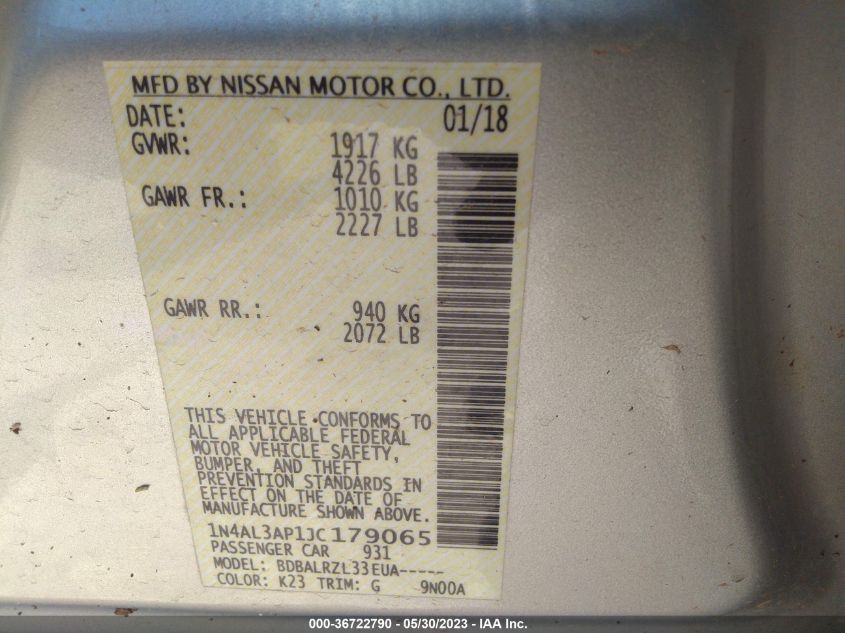 MFD BY NISSAN MOTOR CO., LTD.
DATE: 01/18
GVWR: 1917 KG
4226 LB
GAWR FR.: 1010 KG
2227 LB
GAWR RR.: 940 KG
2072 LB
THIS VEHICLE CONFORMS TO
ALL APPLICABLE FEDERAL
MOTOR VEHICLE SAFETY,
BUMPER, AND THEFT
PREVENTION STANDARDS IN
EFFECT ON THE DATE OF
MANUFACTURE SHOWN ABOVE.
1N4AL3AP1JC179065
PASSENGER CAR 931
MODEL: BDBALRZL33EUA-----
COLOR: K23 TRIM: G 9N00A
000-36722790 - 05/30/2023 - IAA Inc.